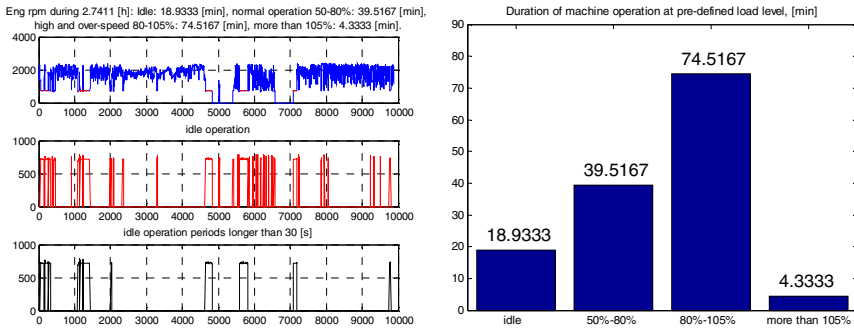 Eng rpm during 2.7411 [h]: Idle: 18.9333 [min], normal operation 50-80%: 39.5167 [min],
high and over-speed 80-105%: 74.5167 [min], more than 105%: 4.3333 [min].
4000
2000
0
0 1000 2000 3000 4000 5000 6000 7000 8000 9000 10000
idle operation
1000
500
0
0 1000 2000 3000 4000 5000 6000 7000 8000 9000 10000
idle operation periods longer than 30 [s]
1000
500
0
0 1000 2000 3000 4000 5000 6000 7000 8000 9000 10000
Duration of machine operation at pre-defined load level, [min]
90
80
70
60
50
40
30
20
10
0
18.9333
39.5167
74.5167
4.3333
idle 50%-80% 80%-105% more than 105%